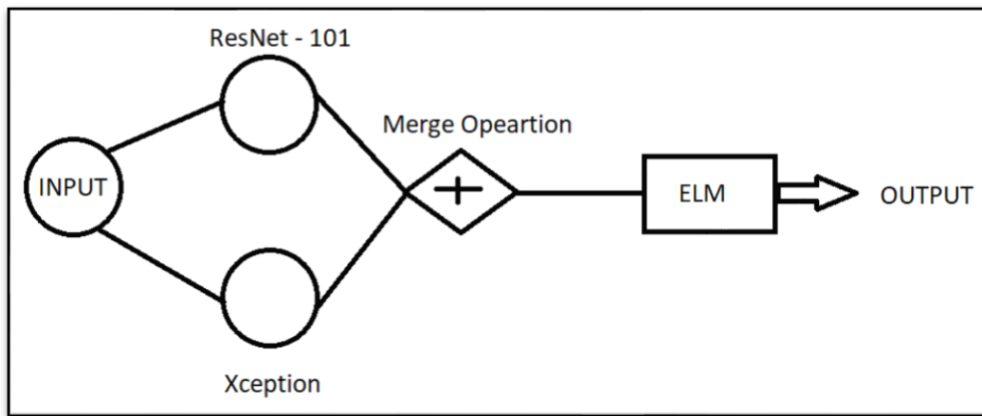 ResNet - 101
Merge Opeartion
INPUT
+
ELM
OUTPUT
Xception